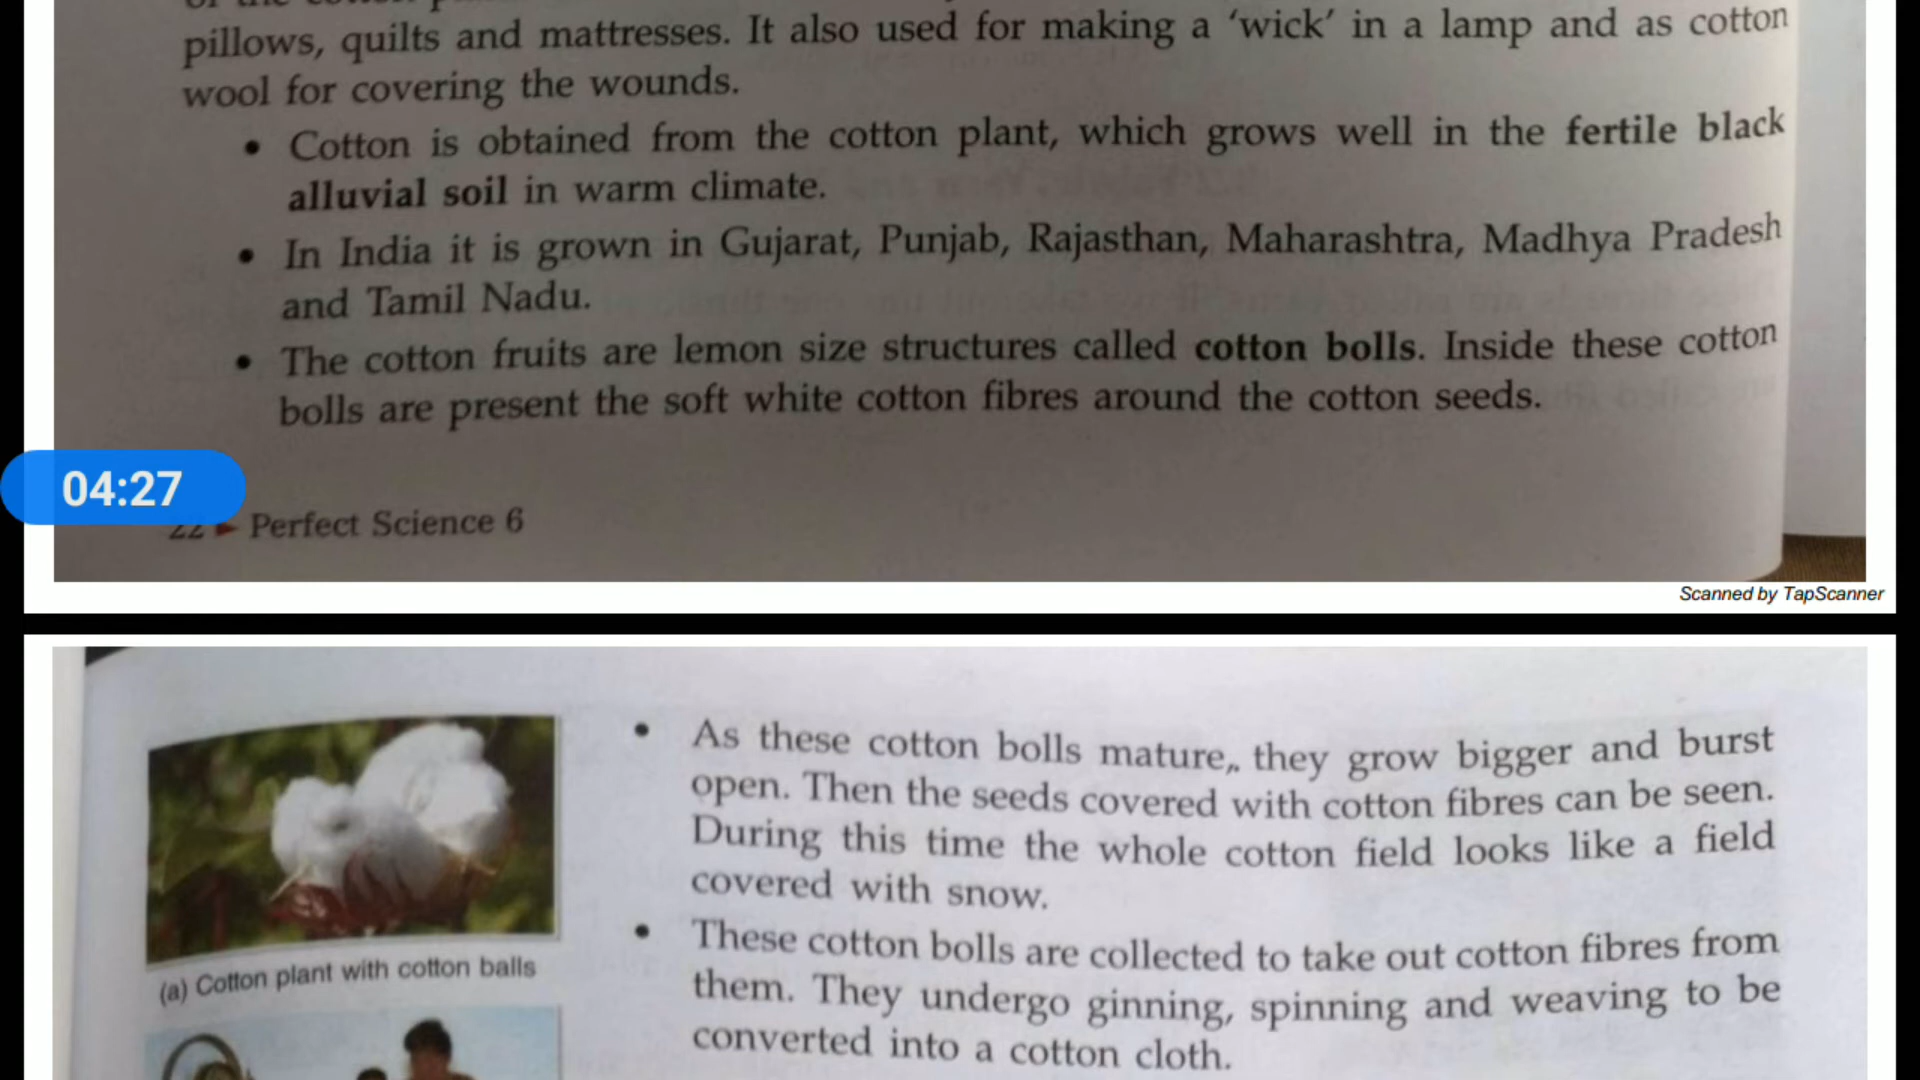 pillows, quilts and mattresses. It also used for making a ‘wick’ in a lamp and as cotton
wool for covering the wounds.
• Cotton is obtained from the cotton plant, which grows well in the fertile black
alluvial soil in warm climate.
• In India it is grown in Gujarat, Punjab, Rajasthan, Maharashtra, Madhya Pradesh
and Tamil Nadu.
• The cotton fruits are lemon size structures called cotton bolls. Inside these cotton
bolls are present the soft white cotton fibres around the cotton seeds.
04:27
22 ► Perfect Science 6
Scanned by TapScanner
• As these cotton bolls mature,, they grow bigger and burst
open. Then the seeds covered with cotton fibres can be seen.
During this time the whole cotton field looks like a field
covered with snow.
(a) Cotton plant with cotton balls
• These cotton bolls are collected to take out cotton fibres from
them. They undergo ginning, spinning and weaving to be
converted into a cotton cloth.